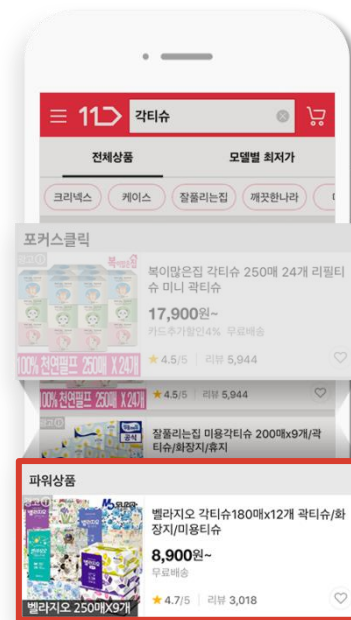 11
각티슈
전체상품
모델별 최저가
크리넥스
케이스
잘풀리는집
깨끗한나라
포커스클릭
광고
복이많은집
복이많은집 각티슈 250매 24개 리필티
슈 미니 곽티슈
17,900원~
카드추가할인4% 무료배송
4.5/5 리뷰 5,944
100% 천연펄프 250매 X 24개
100% 천연펄프 250매 X 24개
4.5/5 리뷰 5,944
광고
공식
잘풀리는집 미용각티슈 200매x9개/곽
티슈/화장지/휴지
파워상품
광고
벨라지오 각티슈180매x12개 곽티슈/화
장지/미용티슈
8,900원~
무료배송
4.7/5 리뷰 3,018
벨라지오 250매X9개